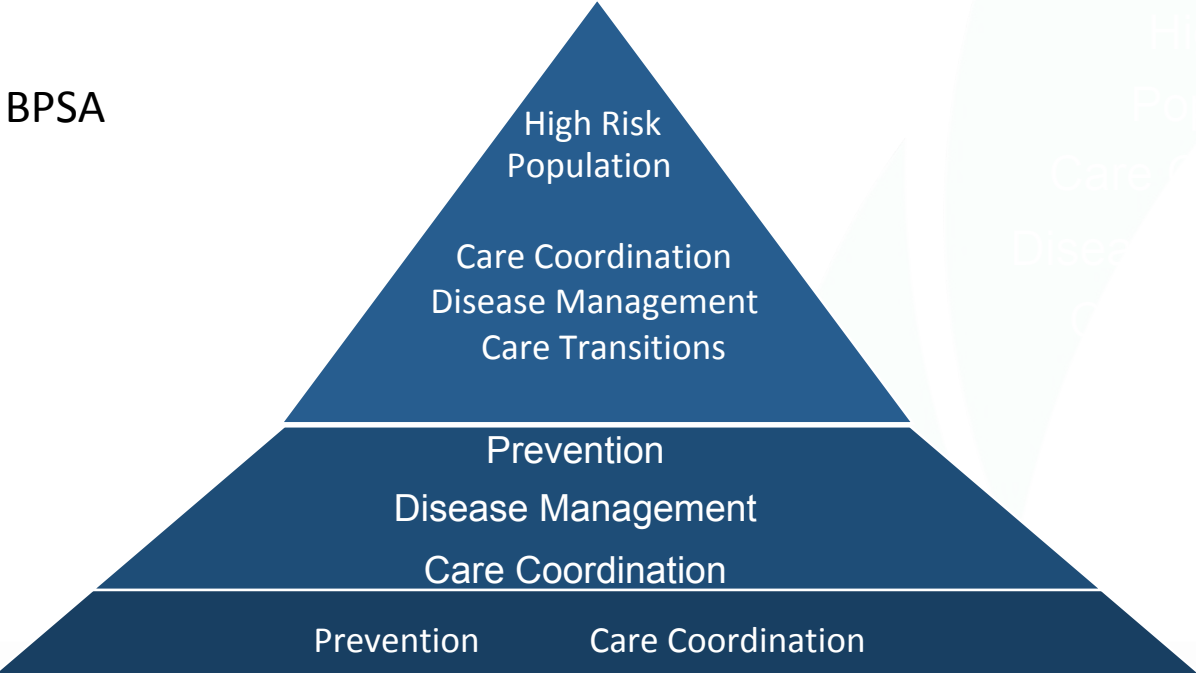 BPSA
High Risk
Population
Care Coordination
Disease Management
Care Transitions
Prevention
Disease Management
Care Coordination
Prevention Care Coordination